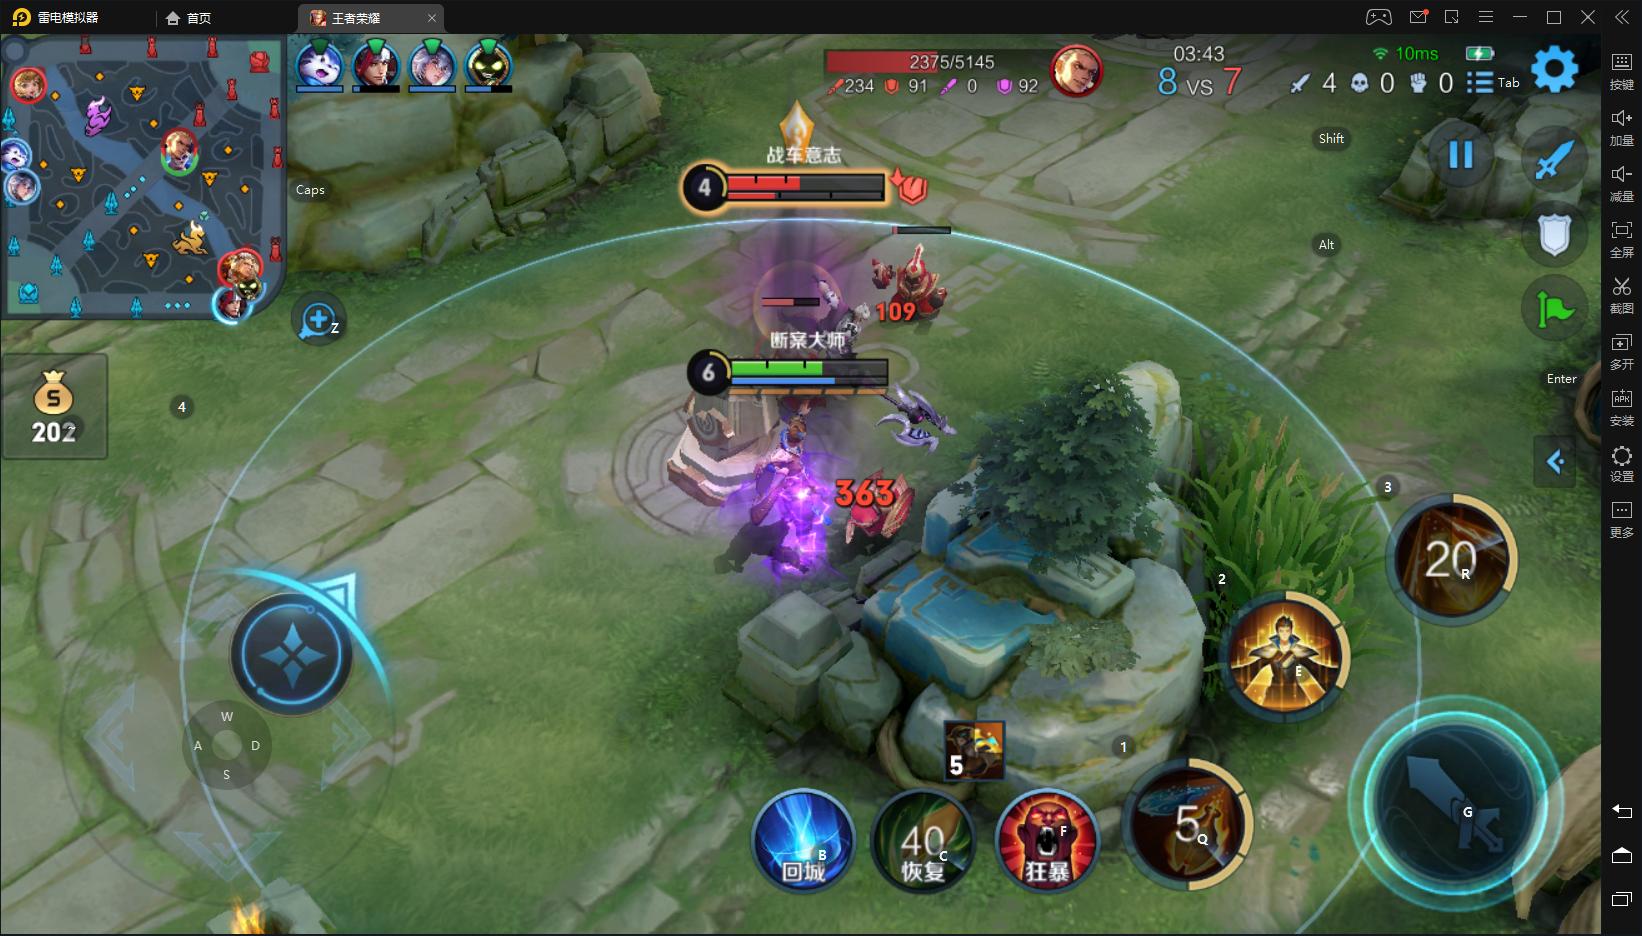 雷电模拟器
首页
王者荣耀
2375/5145
234 91 0 92
03:43
8 VS 7
10ms
4 0 0
Tab
Shift
Caps
战车意志
4
Alt
109
Z
断案大师
6
Enter
202
4
363
3
20
R
2
E
W
A D
S
1
5
5
Q
G
回城
B
40
恢复
C
狂暴
F
按键
加量
减量
全屏
截图
多开
APK
安装
设置
更多